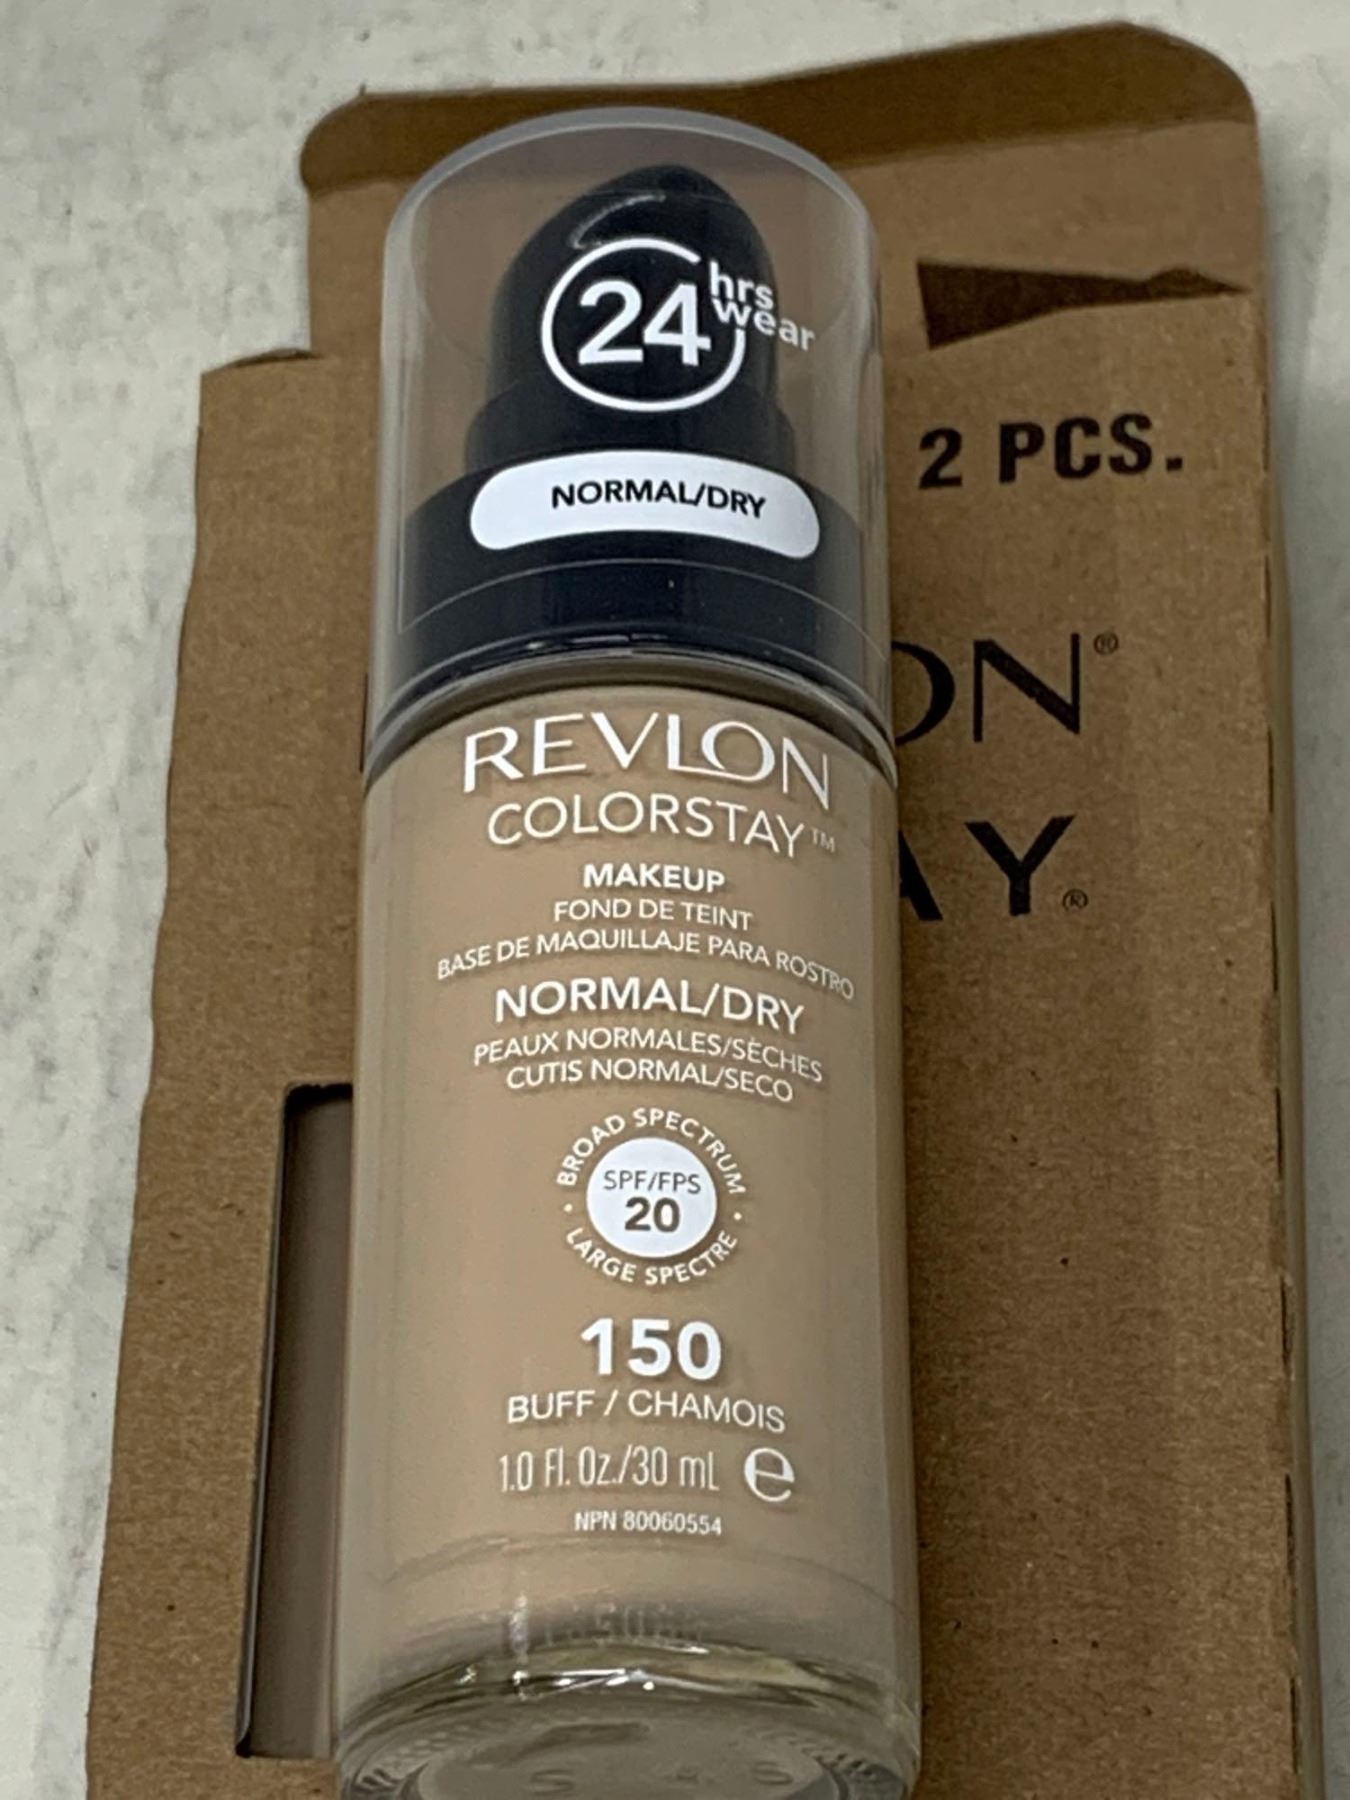 24 hrs
wear
NORMAL/DRY
2 PCS.
REVLON
COLORSTAY™
MAKEUP
FOND DE TEINT
BASE DE MAQUILLAJE PARA ROSTRO
NORMAL/DRY
PEAUX NORMALES/SÈCHES
CUTIS NORMAL/SECO
BROAD SPECTRUM
SPF/FPS
20
· LARGE SPECTRE ·
150
BUFF / CHAMOIS
1.0 Fl. Oz./30 mL ℮
NPN 80060554
ON®
AY®